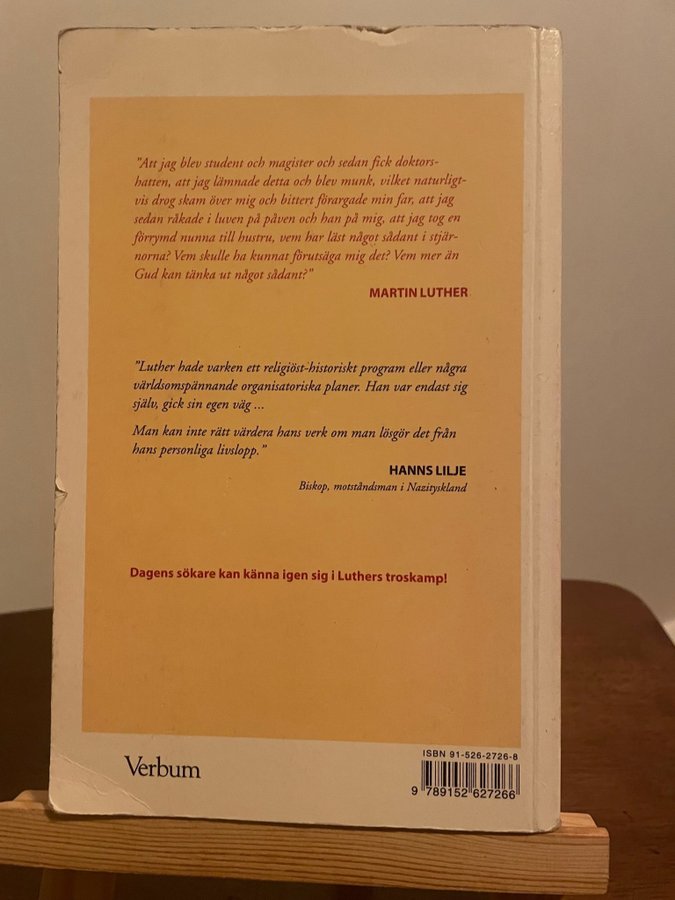 "Att jag blev student och magister och sedan fick doktors-
hatten, att jag lämnade detta och blev munk, vilket naturligt-
vis drog skam över mig och bittert förargade min far, att jag
sedan råkade i luven på påven och han på mig, att jag tog en
förrymd nunna till hustru, vem har läst något sådant i stjär-
norna? Vem skulle ha kunnat förutsäga mig det? Vem mer än
Gud kan tänka ut något sådant?"
MARTIN LUTHER
"Luther hade varken ett religiöst-historiskt program eller några
världsomspännande organisatoriska planer. Han var endast sig
själv, gick sin egen väg ...
Man kan inte rätt värdera hans verk om man lösgör det från
hans personliga livslopp."
HANNS LILJE
Biskop, motståndsman i Nazityskland
Dagens sökare kan känna igen sig i Luthers troskamp!
Verbum
ISBN 91-526-2726-8
9 789152 627266